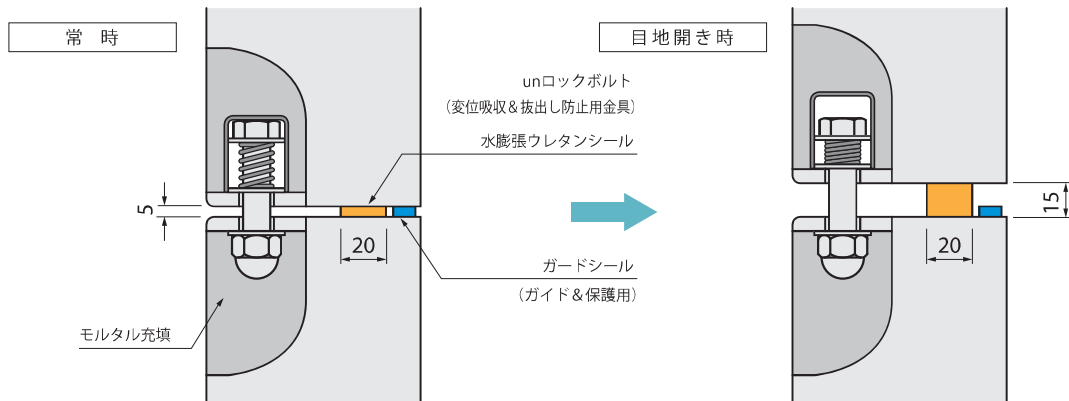 常 時
目地開き時
unロックボルト
（変位吸収＆抜出し防止用金具）
水膨張ウレタンシール
5
20
ガードシール
（ガイド＆保護用）
モルタル充填
15
20